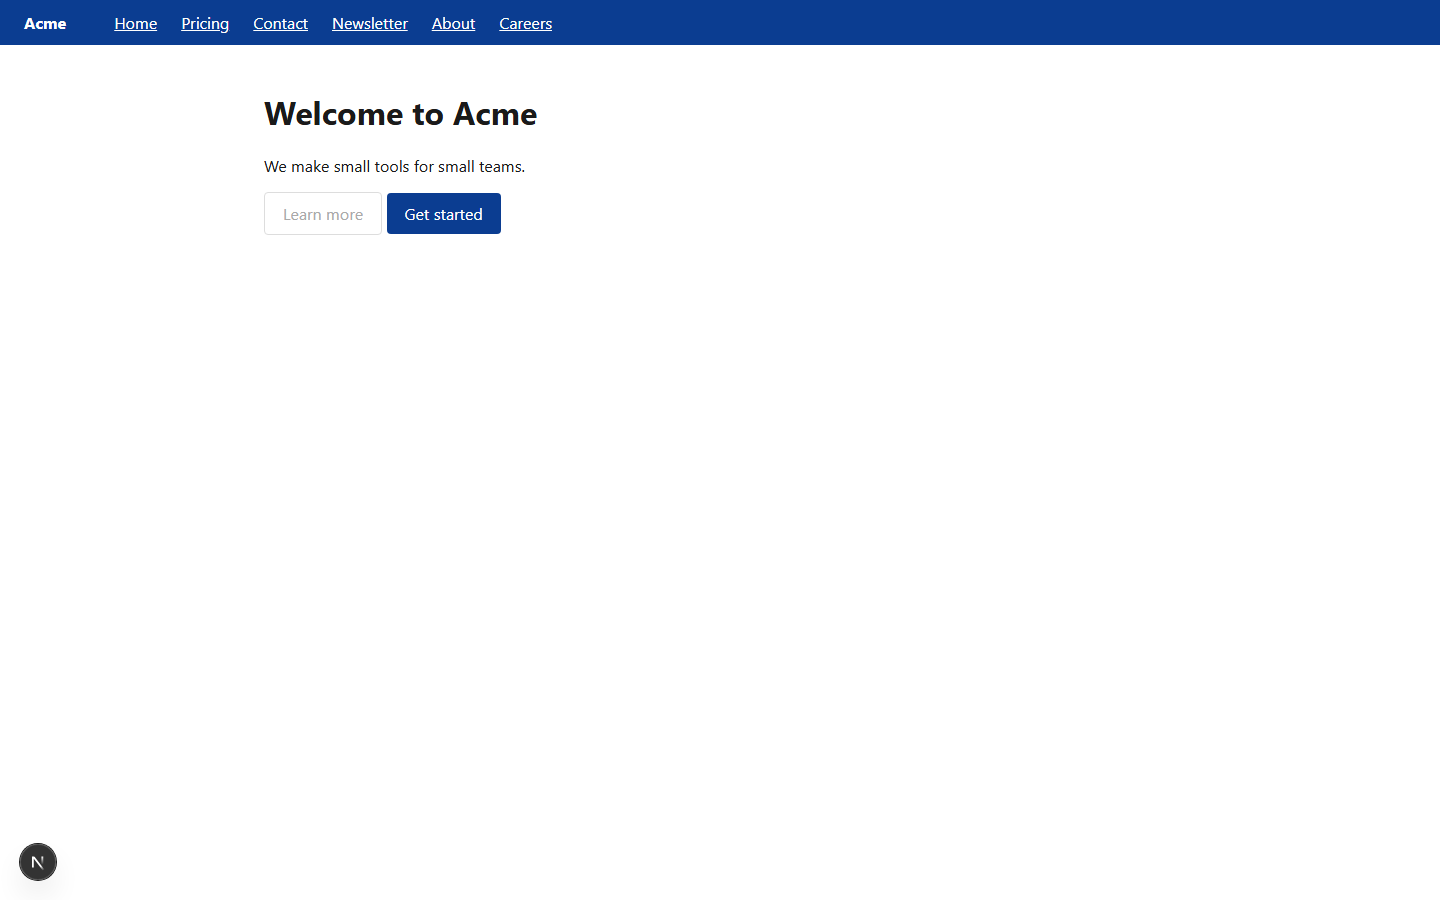 Acme Home Pricing Contact Newsletter About Careers
Welcome to Acme
We make small tools for small teams.
Learn more Get started
N